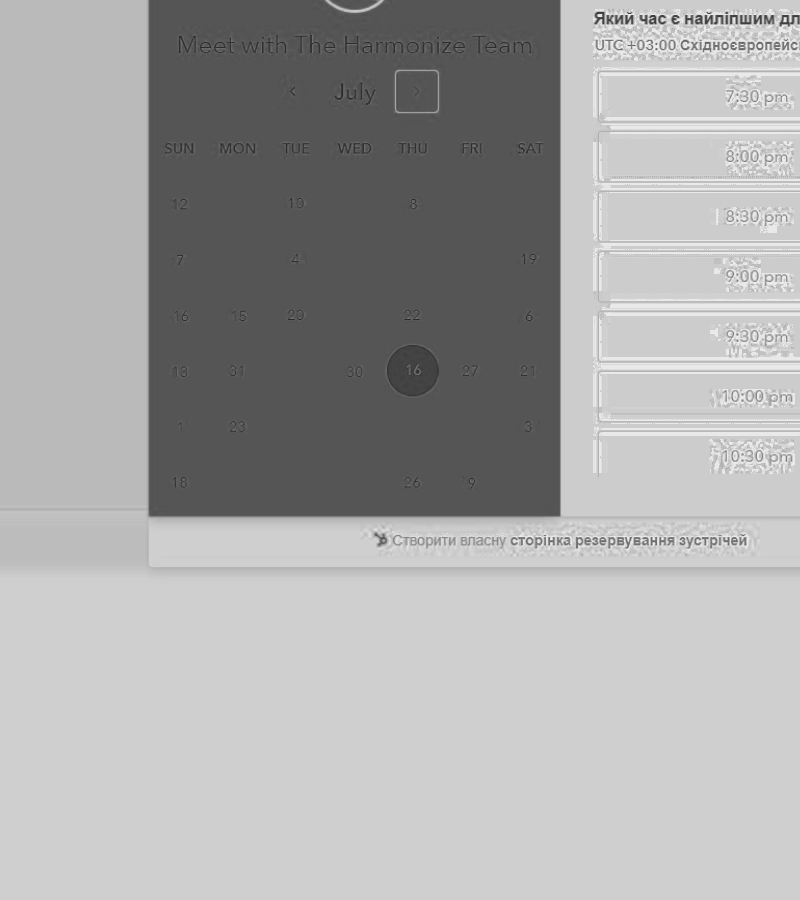 Meet with The Harmonize Team
July
SUN MON TUE WED THU FRI SAT
12 10 8
7 4 19
16 15 20 22 6
18 31 30 16 27 21
1 23 3
18 26 9
Який час є найліпшим дл
UTC +03:00 Східноєвропейс
7:30 pm
8:00 pm
8:30 pm
9:00 pm
9:30 pm
10:00 pm
10:30 pm
Створити власну сторінка резервування зустрічей